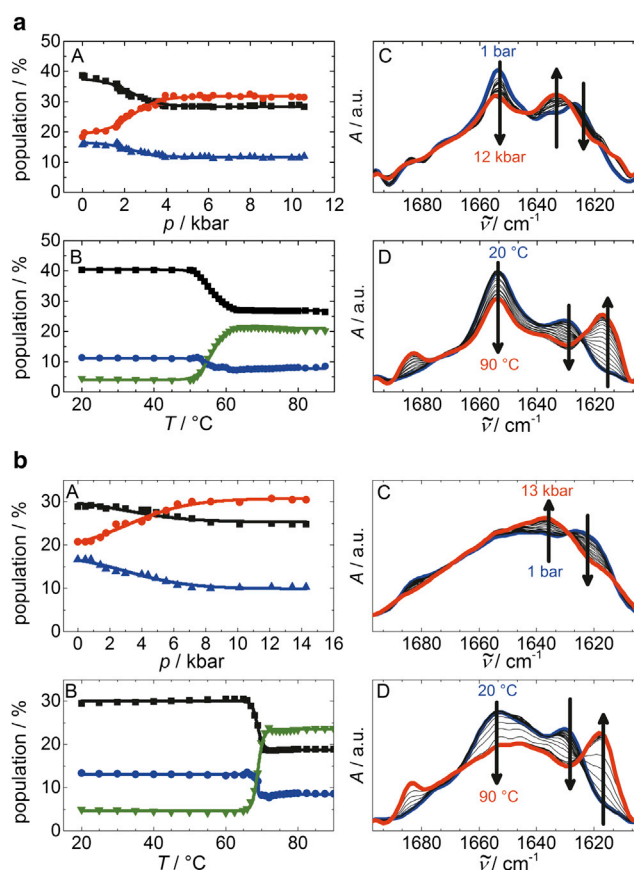 a
A
50
40
30
20
10
0
population / %
0 2 4 6 8 10 12
p / kbar
C
1 bar
12 kbar
A / a.u.
1680 1660 1640 1620
ṽ / cm⁻¹
B
50
40
30
20
10
0
population / %
20 40 60 80
T / °C
D
20 °C
90 °C
A / a.u.
1680 1660 1640 1620
ṽ / cm⁻¹
b
A
30
20
10
0
population / %
0 2 4 6 8 10 12 14 16
p / kbar
C
13 kbar
1 bar
A / a.u.
1680 1660 1640 1620
ṽ / cm⁻¹
B
30
20
10
0
population / %
20 40 60 80
T / °C
D
20 °C
90 °C
A / a.u.
1680 1660 1640 1620
ṽ / cm⁻¹